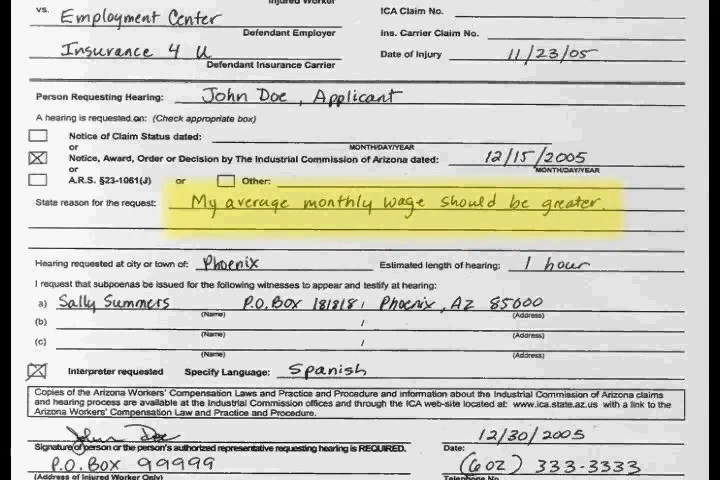 Injured Worker
vs. Employment Center ICA Claim No.
Defendant Employer Ins. Carrier Claim No.
Insurance 4 U Date of Injury 11/23/05
Defendant Insurance Carrier
Person Requesting Hearing: John Doe, Applicant
A hearing is requested on: (Check appropriate box)
Notice of Claim Status dated:
or MONTH/DAY/YEAR
Notice, Award, Order or Decision by The Industrial Commission of Arizona dated: 12/15/2005
or MONTH/DAY/YEAR
A.R.S. §23-1061(J) or Other:
State reason for the request: My average monthly wage should be greater.
Hearing requested at city or town of: Phoenix Estimated length of hearing: 1 hour
I request that subpoenas be issued for the following witnesses to appear and testify at hearing:
a) Sally Summers P.O. Box 181818, Phoenix, AZ 85000
(Name) (Address)
(b) /
(Name) (Address)
(c) /
(Name) (Address)
Interpreter requested Specify Language: Spanish
Copies of the Arizona Workers' Compensation Laws and Practice and Procedure and information about the Industrial Commission of Arizona claims
and hearing process are available at the Industrial Commission offices and through the ICA web-site located at: www.ica.state.az.us with a link to the
Arizona Workers' Compensation Law and Practice and Procedure.
John Doe 12/30/2005
Signature of person or the person's authorized representative requesting hearing is REQUIRED. Date:
P.O. BOX 99999 (602) 333-3333
(Address of Injured Worker Only) Telephone No.